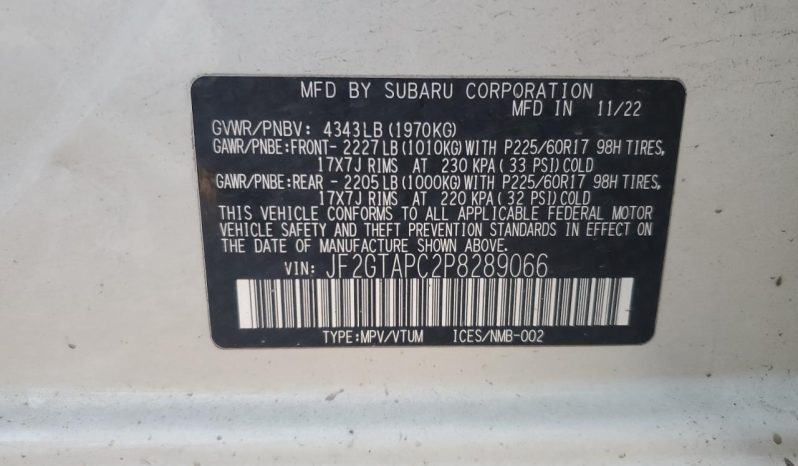 MFD BY SUBARU CORPORATION
MFD IN 11/22
GVWR/PNBV: 4343LB (1970KG)
GAWR/PNBE:FRONT- 2227LB (1010KG) WITH P225/60R17 98H TIRES,
17X7J RIMS AT 230 KPA ( 33 PSI) COLD
GAWR/PNBE:REAR - 2205LB (1000KG) WITH P225/60R17 98H TIRES,
17X7J RIMS AT 220 KPA ( 32 PSI) COLD
THIS VEHICLE CONFORMS TO ALL APPLICABLE FEDERAL MOTOR
VEHICLE SAFETY AND THEFT PREVENTION STANDARDS IN EFFECT ON
THE DATE OF MANUFACTURE SHOWN ABOVE.
VIN: JF2GTAPC2P8289066
TYPE:MPV/VTUM ICES/NMB-002